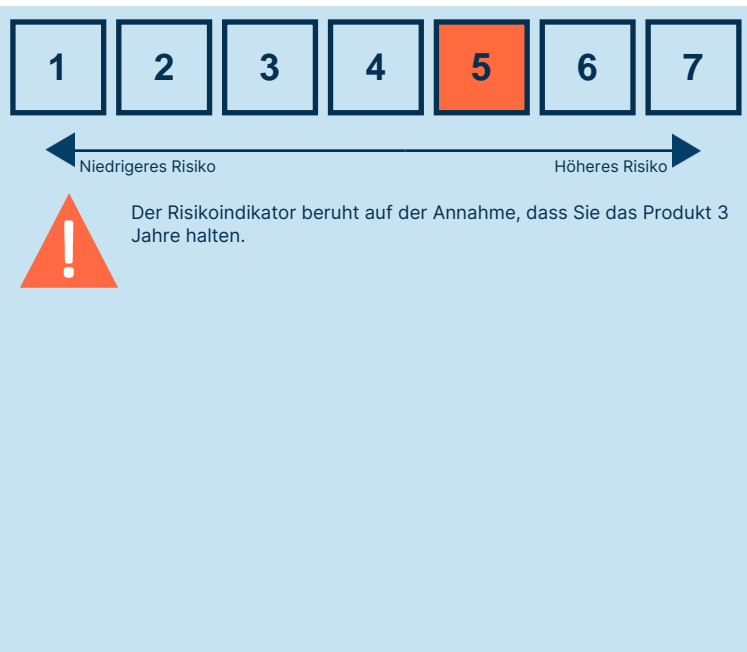 1 2 3 4 5 6 7
Niedrigeres Risiko Höheres Risiko
!
Der Risikoindikator beruht auf der Annahme, dass Sie das Produkt 3
Jahre halten.